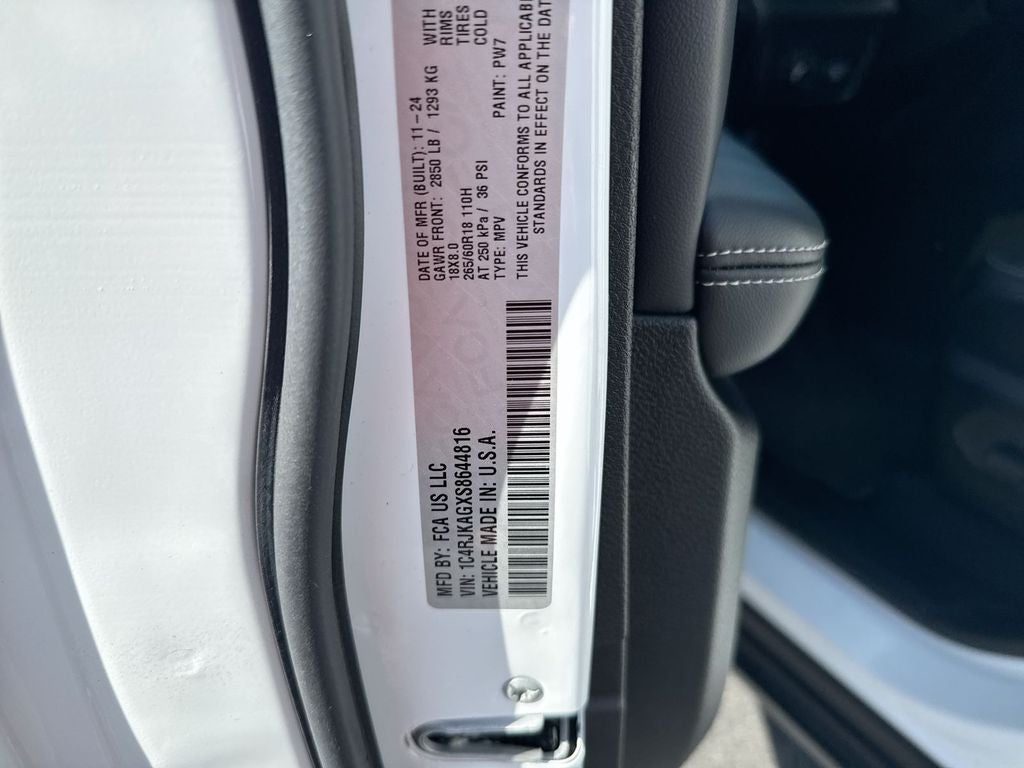 MFD BY: FCA US LLC
DATE OF MFR (BUILT): 11-24
GAWR FRONT: 2850 LB / 1293 KG WITH
18X8.0 RIMS
265/60R18 110H TIRES
AT 250 kPa / 36 PSI COLD
VIN: 1C4RJKAGXS8644816
TYPE: MPV PAINT: PW7
VEHICLE MADE IN: U.S.A.
THIS VEHICLE CONFORMS TO ALL
STANDARDS IN EFFECT ON THE